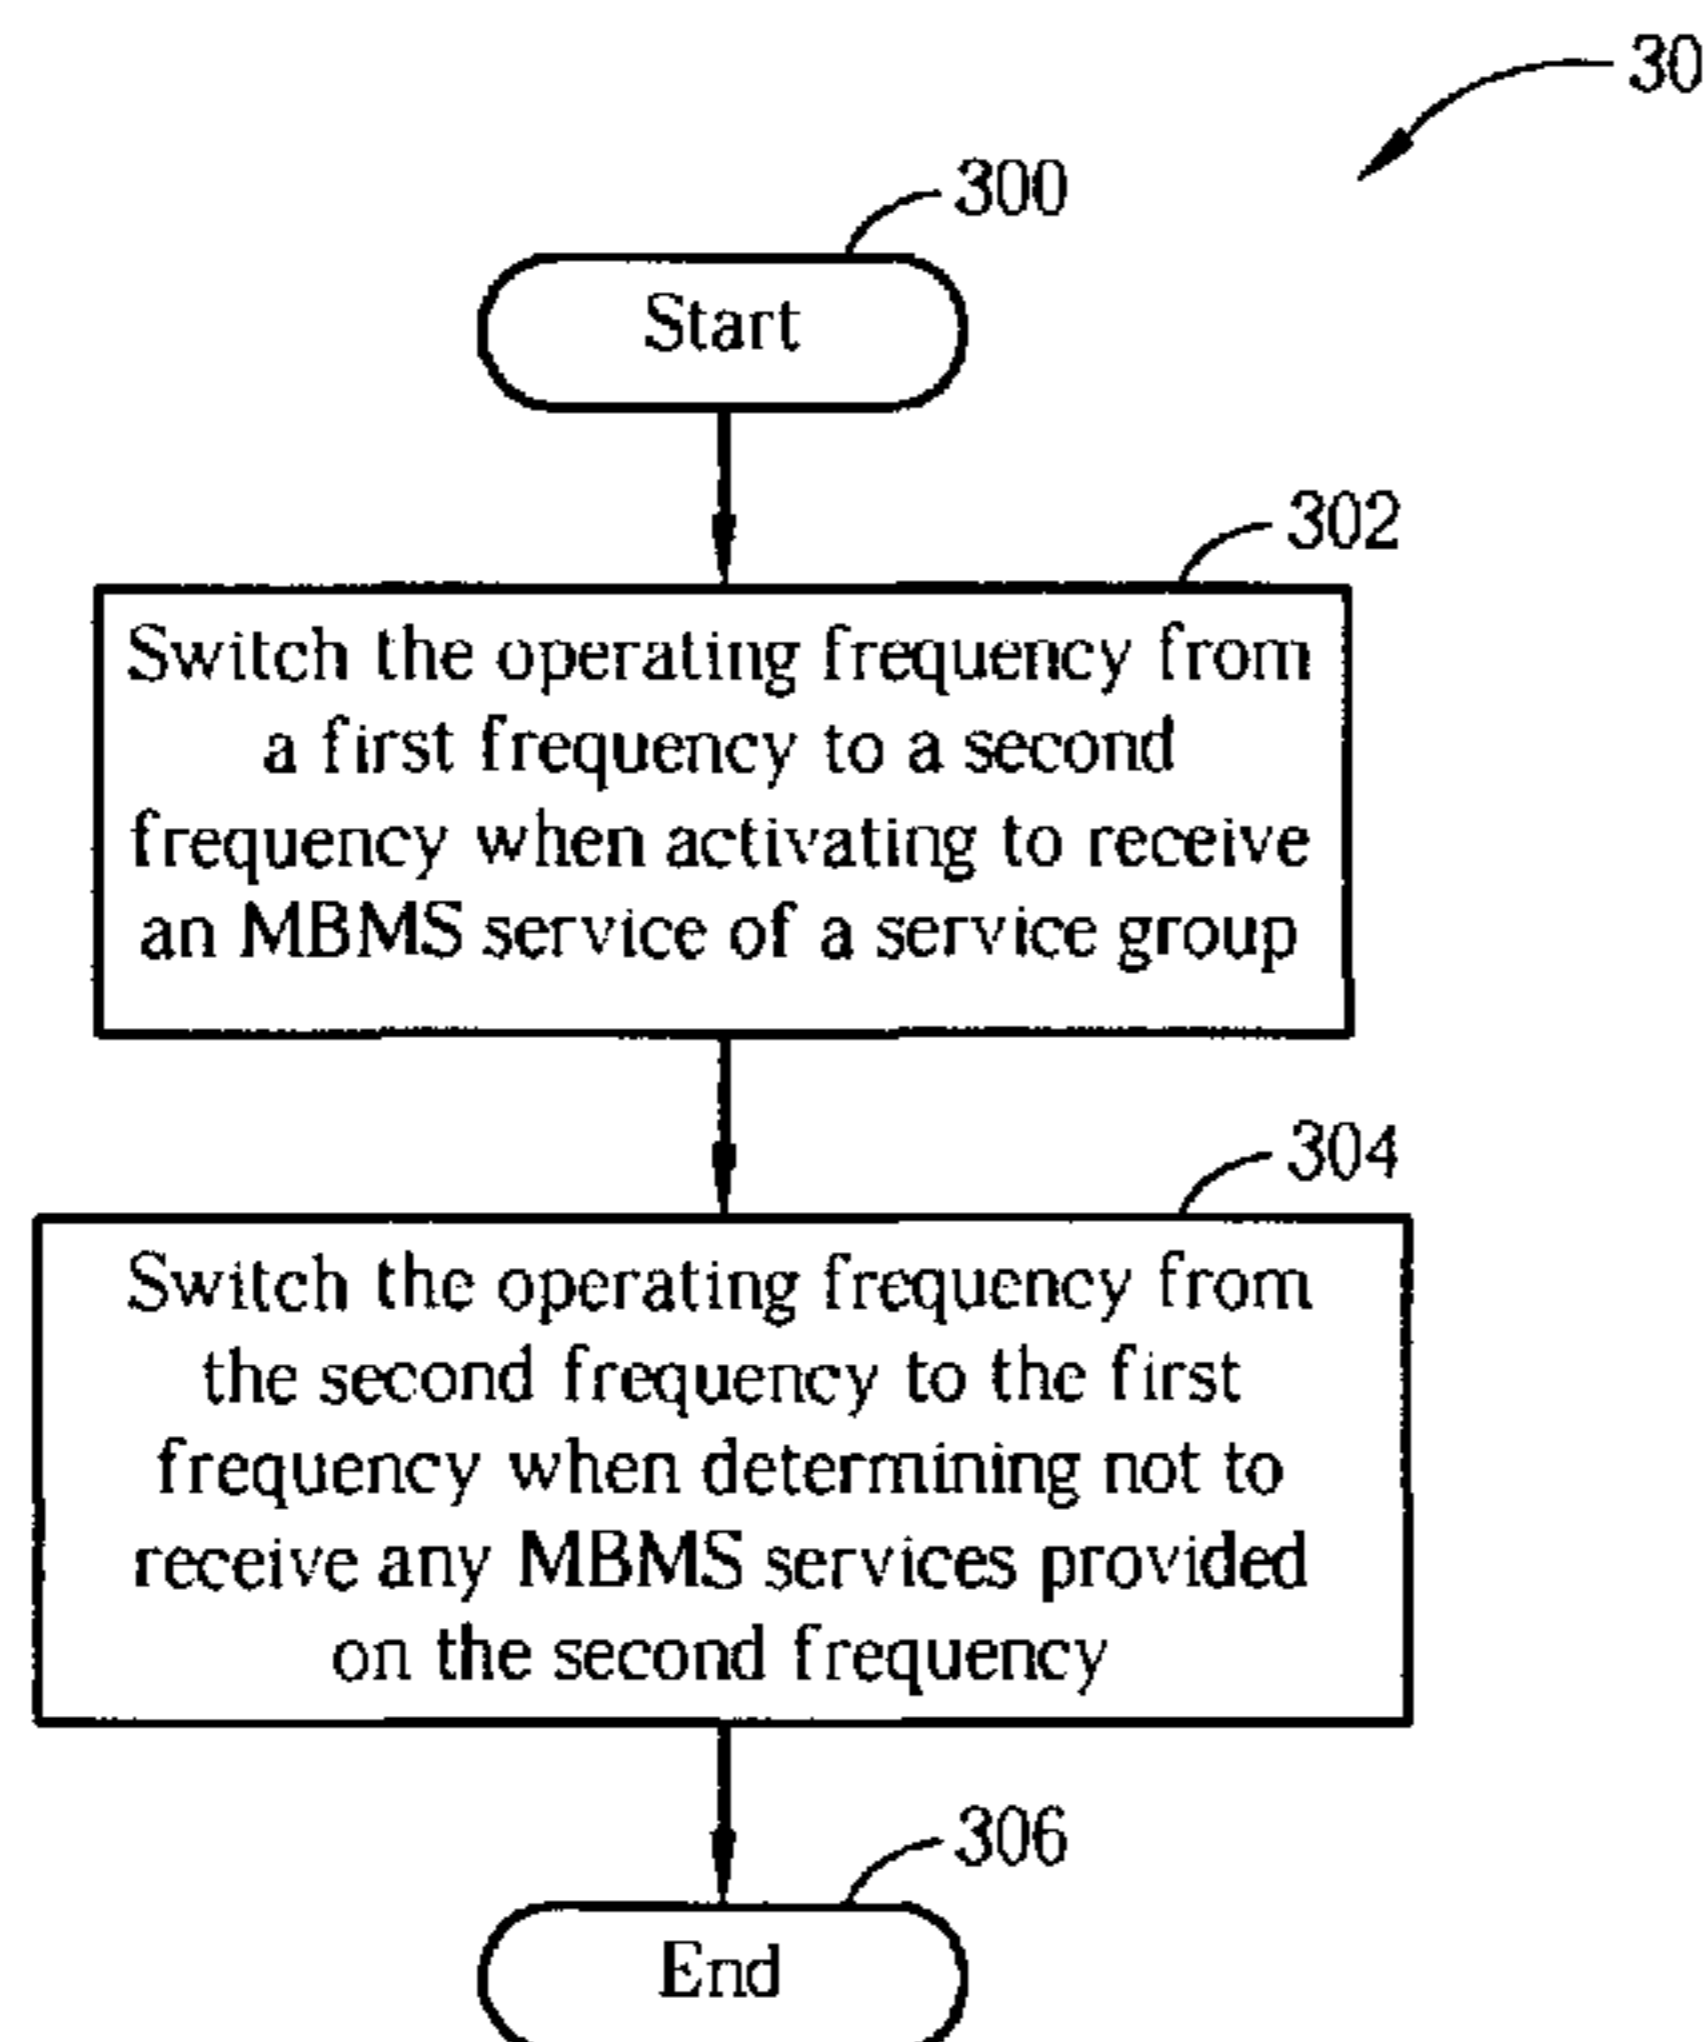 30
300
Start
302
Switch the operating frequency from
a first frequency to a second
frequency when activating to receive
an MBMS service of a service group
304
Switch the operating frequency from
the second frequency to the first
frequency when determining not to
receive any MBMS services provided
on the second frequency
306
End